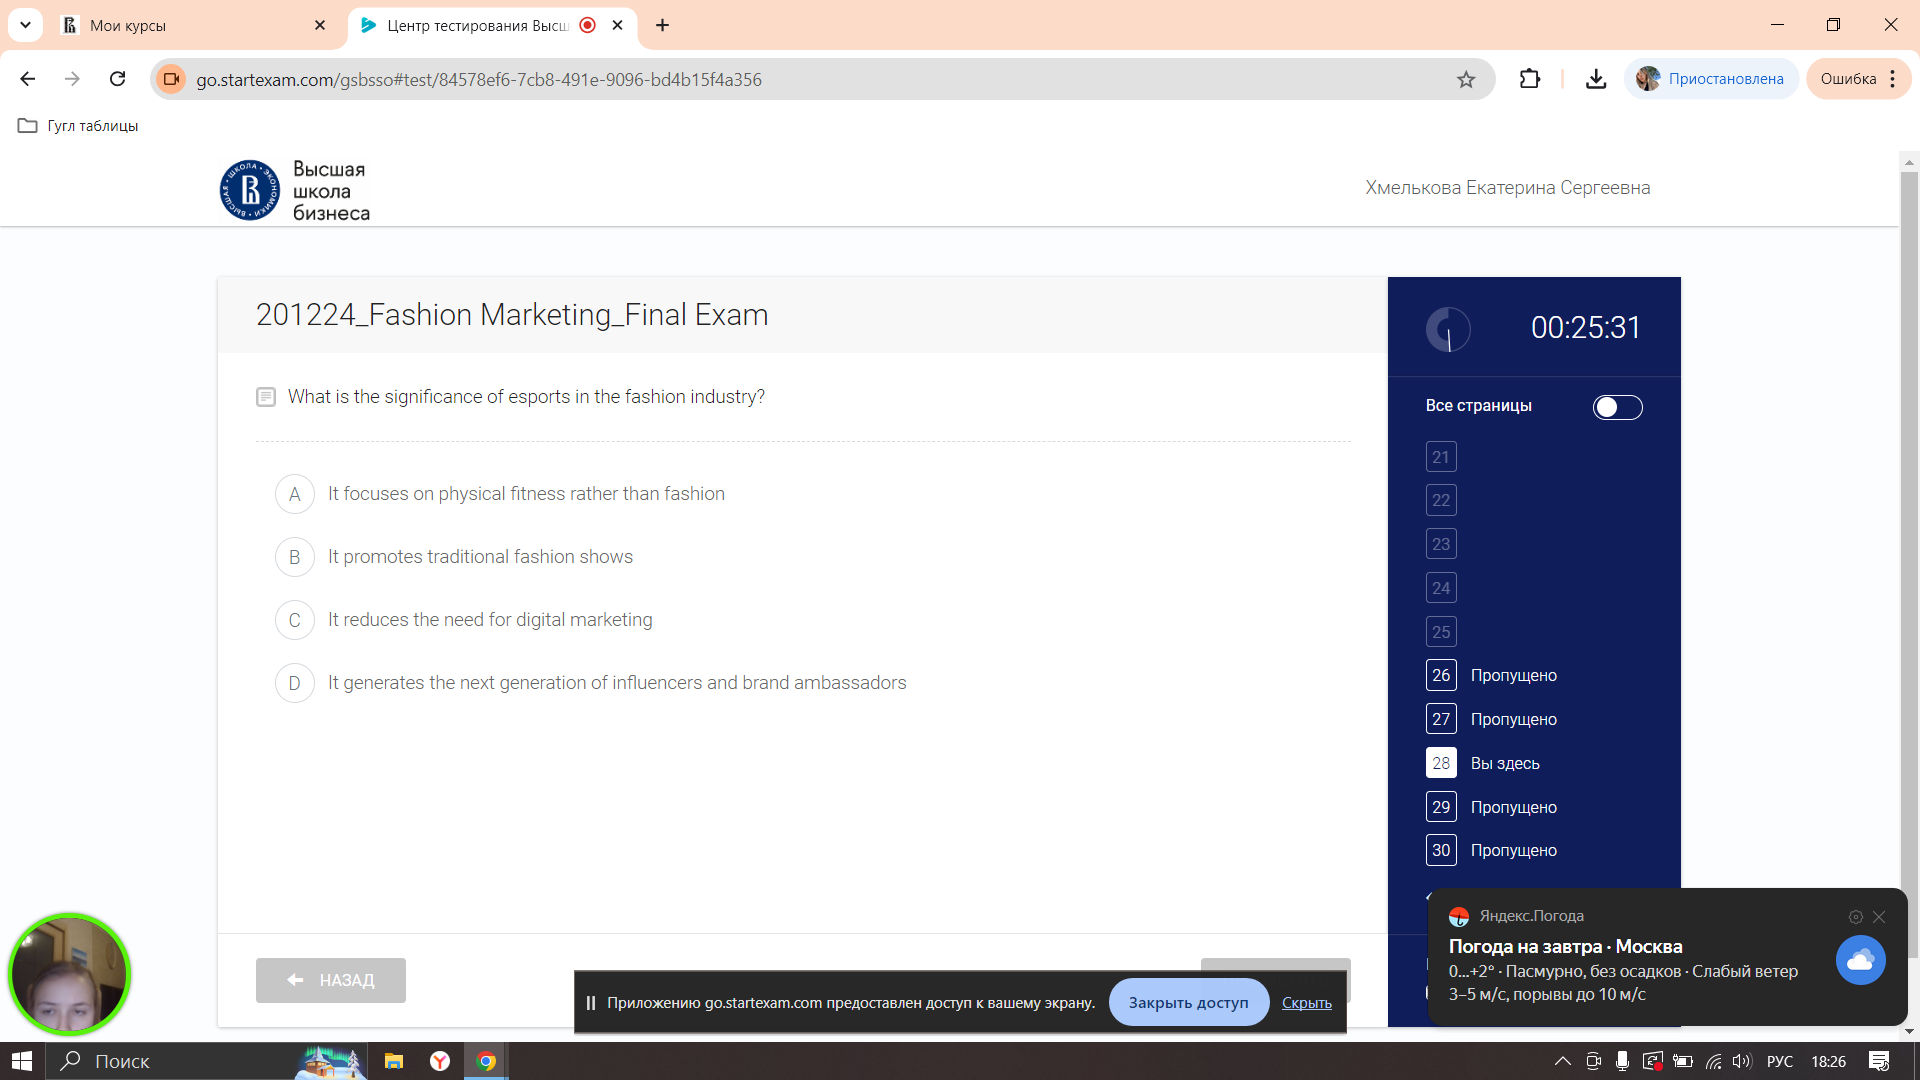 Мои курсы
Центр тестирования Высш
go.startexam.com/gsbsso#test/84578ef6-7cb8-491e-9096-bd4b15f4a356
Приостановлена
Ошибка
Гугл таблицы
Высшая
школа
бизнеса
Хмелькова Екатерина Сергеевна
201224_Fashion Marketing_Final Exam
00:25:31
What is the significance of esports in the fashion industry?
Все страницы
A It focuses on physical fitness rather than fashion
B It promotes traditional fashion shows
C It reduces the need for digital marketing
D It generates the next generation of influencers and brand ambassadors
21
22
23
24
25
26 Пропущено
27 Пропущено
28 Вы здесь
29 Пропущено
30 Пропущено
НАЗАД
Приложению go.startexam.com предоставлен доступ к вашему экрану.
Закрыть доступ
Скрыть
Яндекс.Погода
Погода на завтра · Москва
0...+2° · Пасмурно, без осадков · Слабый ветер
3–5 м/с, порывы до 10 м/с
Поиск
РУС
18:26